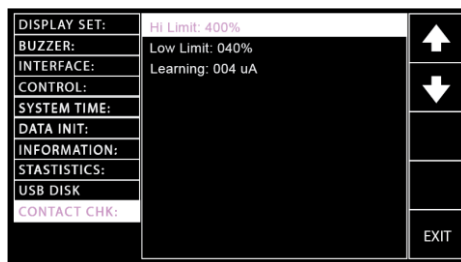 DISPLAY SET:
BUZZER:
INTERFACE:
CONTROL:
SYSTEM TIME:
DATA INIT:
INFORMATION:
STASTISTICS:
USB DISK
CONTACT CHK:
Hi Limit: 400%
Low Limit: 040%
Learning: 004 uA
EXIT